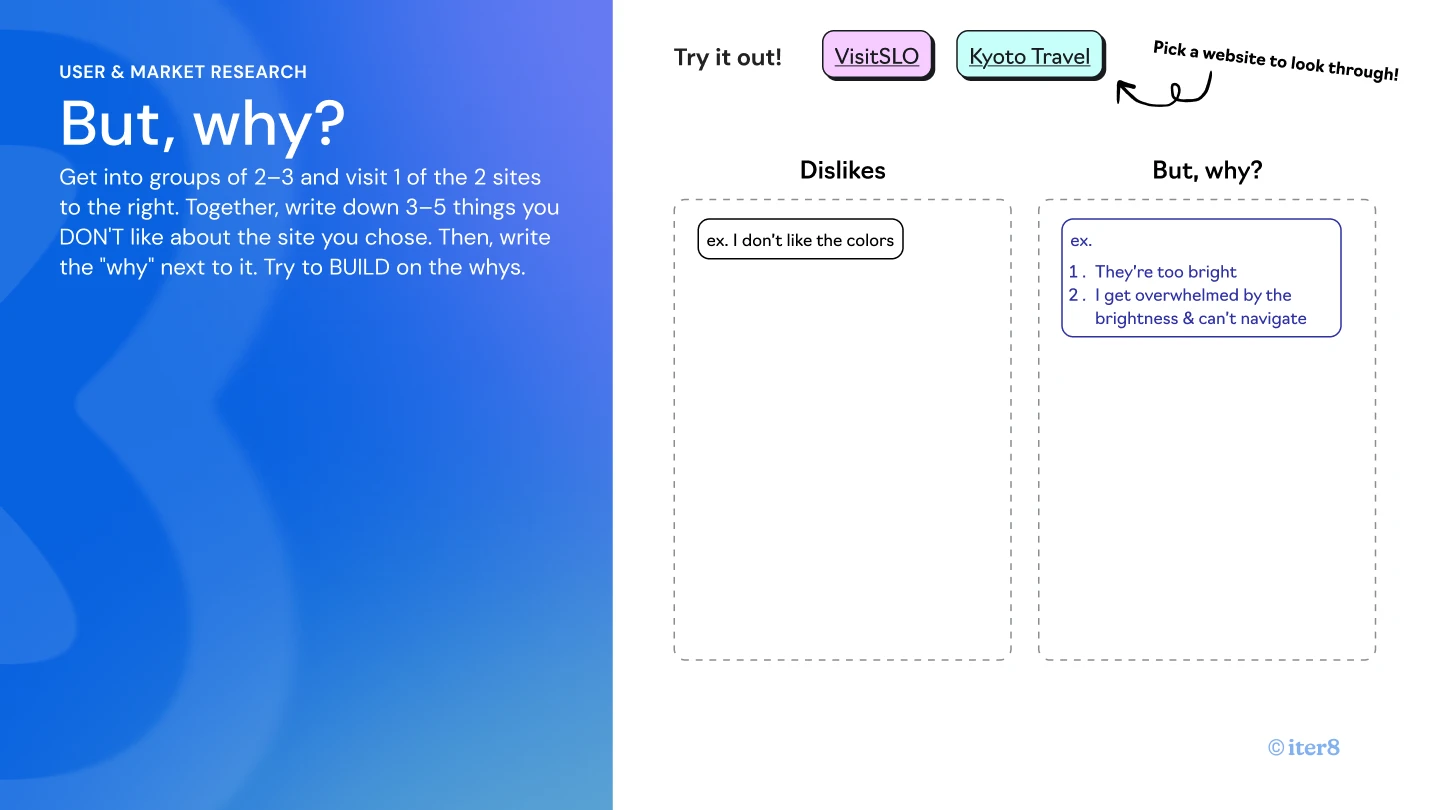 USER & MARKET RESEARCH
But, why?
Get into groups of 2–3 and visit 1 of the 2 sites
to the right. Together, write down 3–5 things you
DON'T like about the site you chose. Then, write
the "why" next to it. Try to BUILD on the whys.
Try it out!
VisitSLO
Kyoto Travel
Pick a website to look through!
Dislikes
ex. I don't like the colors
But, why?
ex.
1. They're too bright
2. I get overwhelmed by the
brightness & can't navigate
© iter8